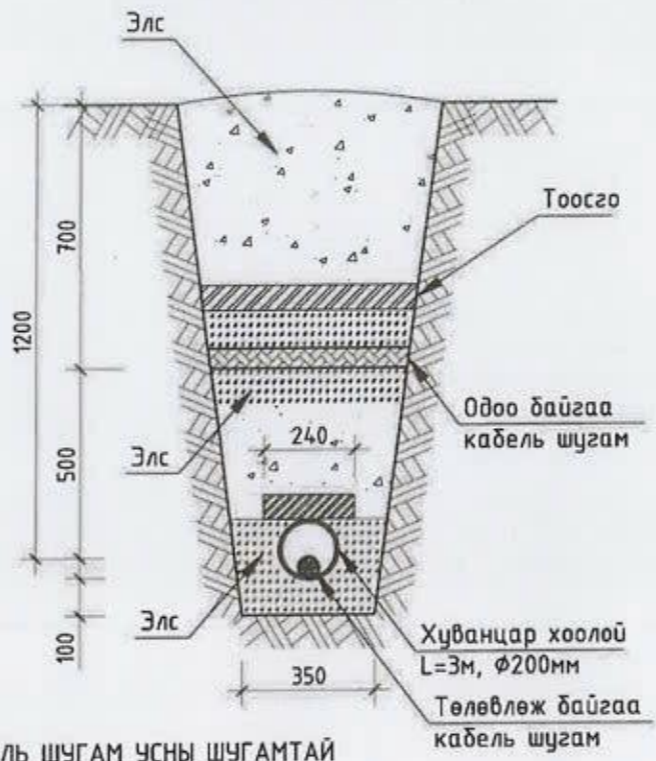 Элс
Тоосго
700
1200
Одоо байгаа
кабель шугам
240
Элс
500
Элс
100
350
Хуванцар хоолой
L=3м, Ф200мм
Төлөвлөж байгаа
кабель шугам
ШУГАМ УСНЫ ШУГАМТАЙ